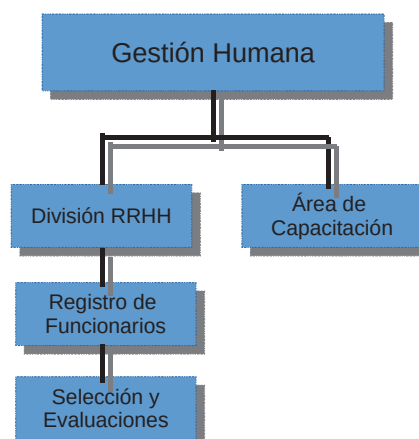 Gestión Humana
División RRHH
Área de
Capacitación
Registro de
Funcionarios
Selección y
Evaluaciones